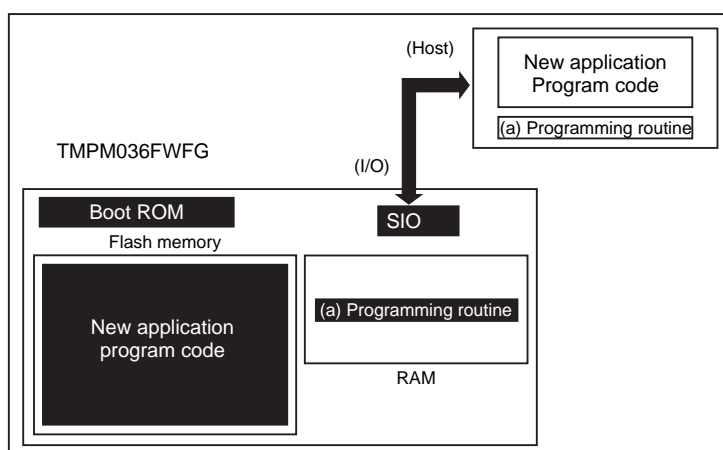 (Host)
New application
Program code
(a) Programming routine
TMPM036FWFG
(I/O)
Boot ROM
SIO
Flash memory
New application
program code
(a) Programming routine
RAM